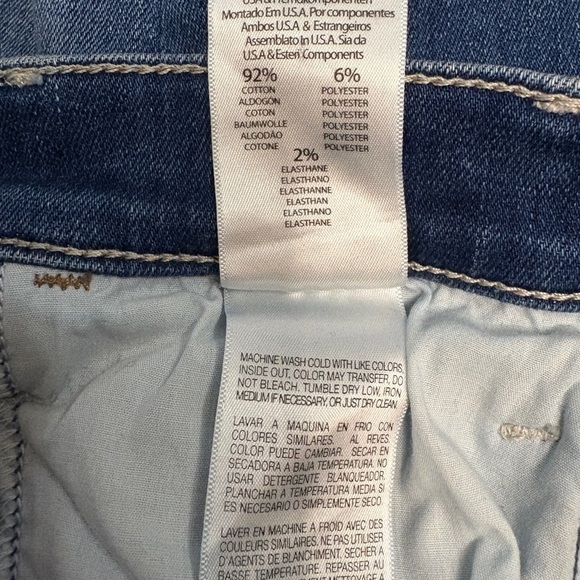 U.S.A & Fremdkomponenten
Montado Em U.S.A. Por componentes
Ambos U.S.A & Estrangeiros
Assemblato In U.S.A. Sia da
U.S.A & Esteri Components
92% 6%
COTTON POLYESTER
ALDOGON POLYESTER
COTON POLYESTER
BAUMWOLLE POLYESTER
ALGODÃO POLYESTER
COTONE POLYESTER
2%
ELASTHANE
ELASTHANO
ELASTHANNE
ELASTHAN
ELASTHANO
ELASTHANE
MACHINE WASH COLD WITH LIKE COLORS,
INSIDE OUT. COLOR MAY TRANSFER, DO
NOT BLEACH. TUMBLE DRY LOW, IRON
MEDIUM IF NECESSARY, OR JUST DRY CLEAN.
LAVAR A MAQUINA EN FRIO CON
COLORES SIMILARES. AL REVES.
COLOR PUEDE CAMBIAR. SECAR EN
SECADORA A BAJA TEMPERATURA. NO
USAR DETERGENTE BLANQUEADOR.
PLANCHAR A TEMPERATURA MEDIA SI
ES NECESARIO O SIMPLEMENTE SECO.
LAVER EN MACHINE A FROID AVEC DES
COULEURS SIMILAIRES. NE PAS UTILISER
D'AGENTS DE BLANCHIMENT. SECHER A
BASSE TEMPERATURE. REPASSER AU
METTOYAGE A